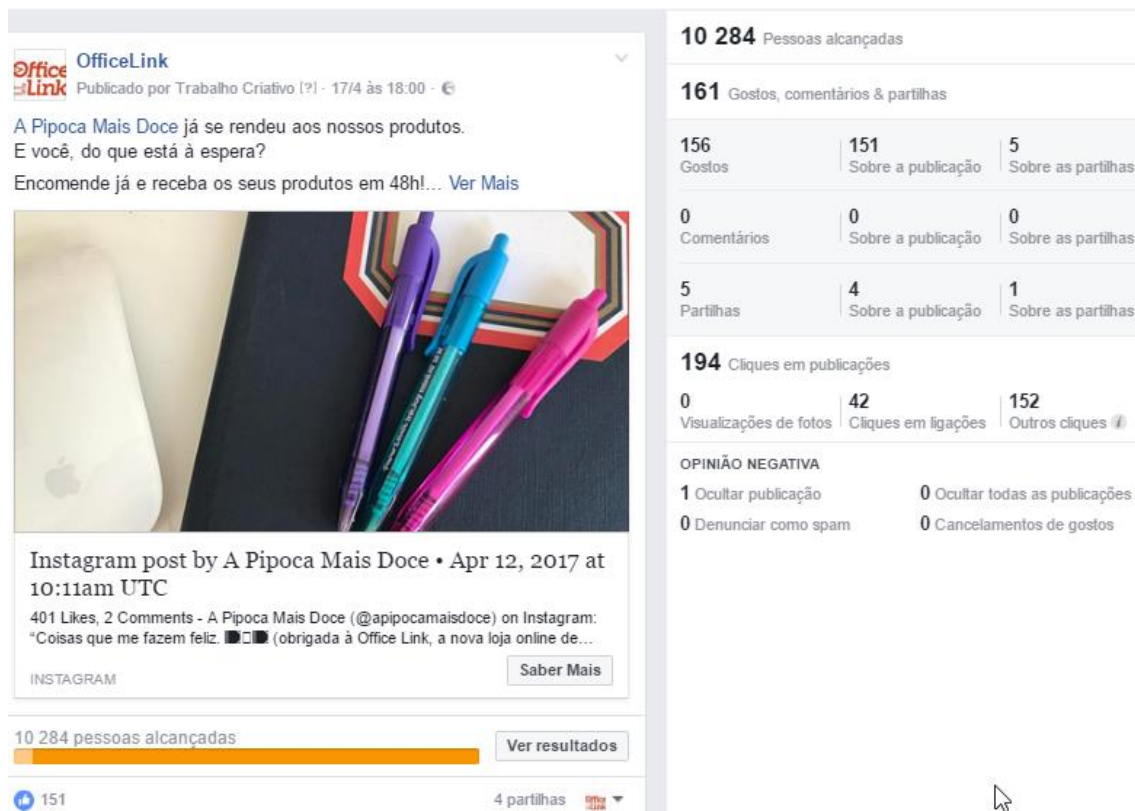 Office
Link
OfficeLink
Publicado por Trabalho Criativo [?] · 17/4 às 18:00 ·
A Pipoca Mais Doce já se rendeu aos nossos produtos.
E você, do que está à espera?
Encomende já e receba os seus produtos em 48h!... Ver Mais
Instagram post by A Pipoca Mais Doce • Apr 12, 2017 at
10:11am UTC
401 Likes, 2 Comments - A Pipoca Mais Doce (@apipocamaisdoce) on Instagram:
“Coisas que me fazem feliz. (obrigada à Office Link, a nova loja online de...
INSTAGRAM
Saber Mais
10 284 pessoas alcançadas
Ver resultados
151
4 partilhas
10 284 Pessoas alcançadas
161 Gostos, comentários & partilhas
156 151 5
Gostos Sobre a publicação Sobre as partilhas
0 0 0
Comentários Sobre a publicação Sobre as partilhas
5 4 1
Partilhas Sobre a publicação Sobre as partilhas
194 Cliques em publicações
0 42 152
Visualizações de fotos Cliques em ligações Outros cliques
OPINIÃO NEGATIVA
1 Ocultar publicação 0 Ocultar todas as publicações
0 Denunciar como spam 0 Cancelamentos de gostos